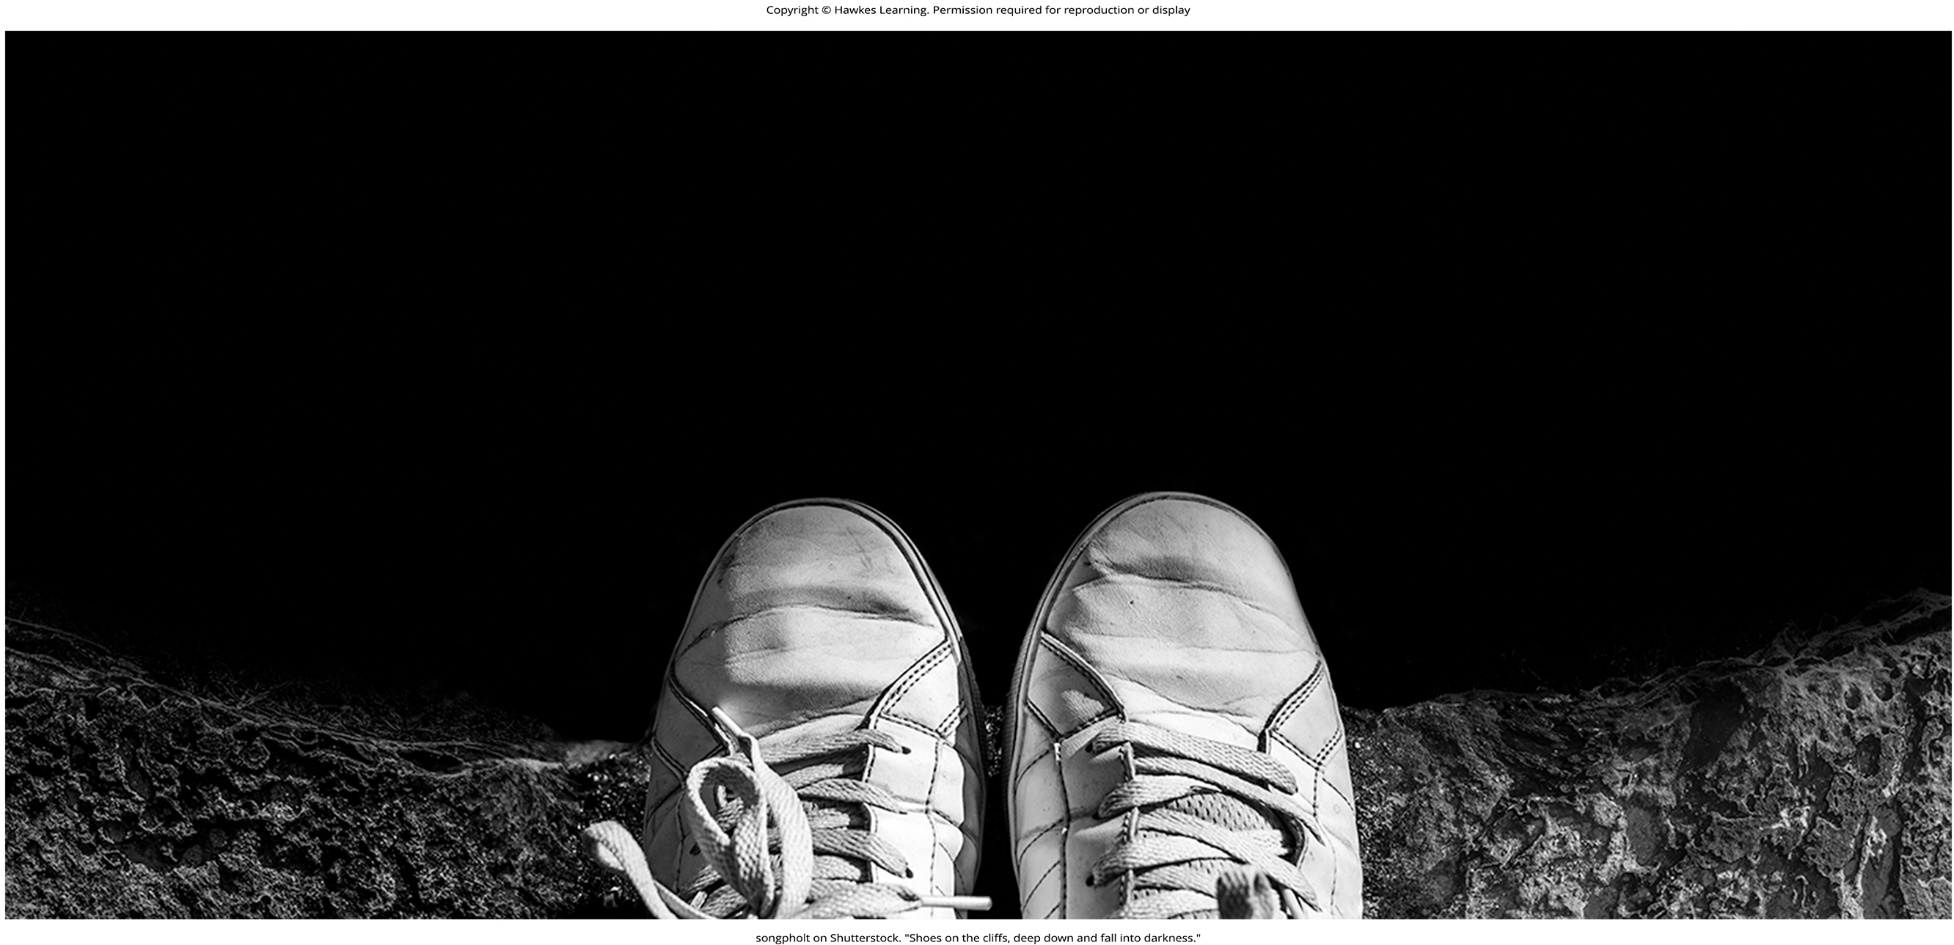 Copyright © Hawkes Learning. Permission required for reproduction or display
songpholt on Shutterstock. "Shoes on the cliffs, deep down and fall into darkness."